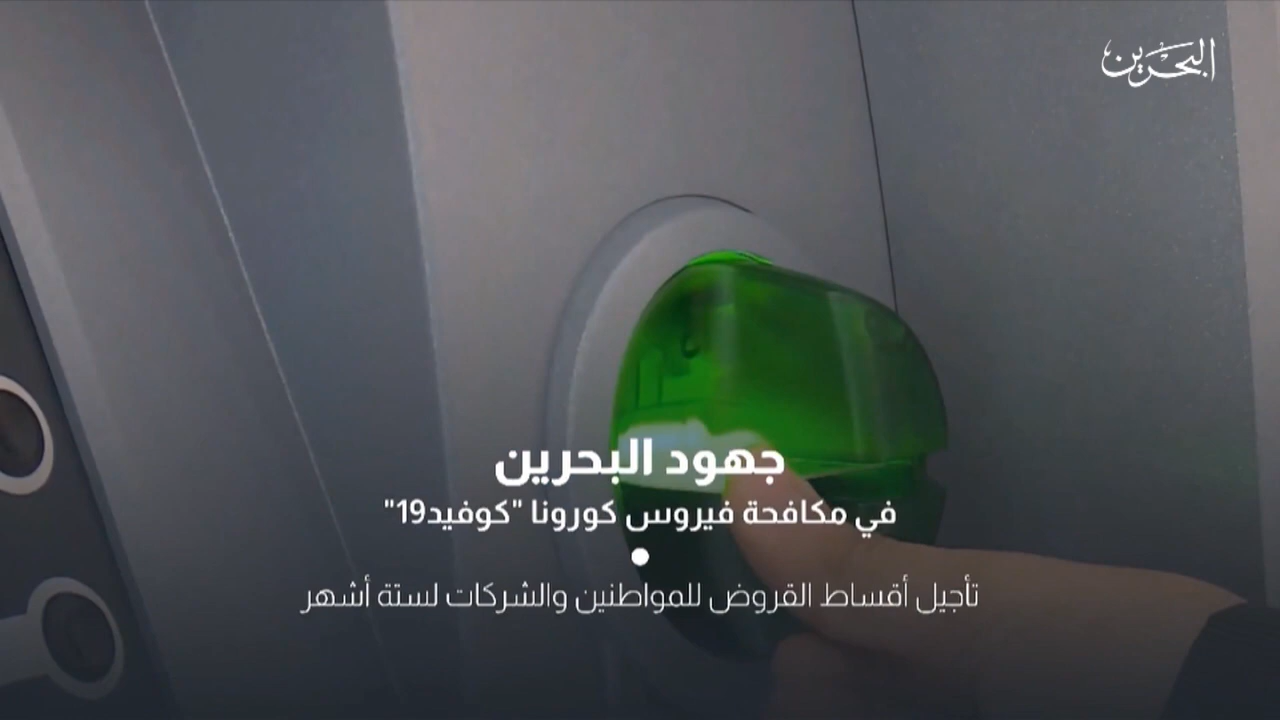 البحرين
جهود البحرين
في مكافحة فيروس كورونا "كوفيد19"
تأجيل أقساط القروض للمواطنين والشركات لستة أشهر